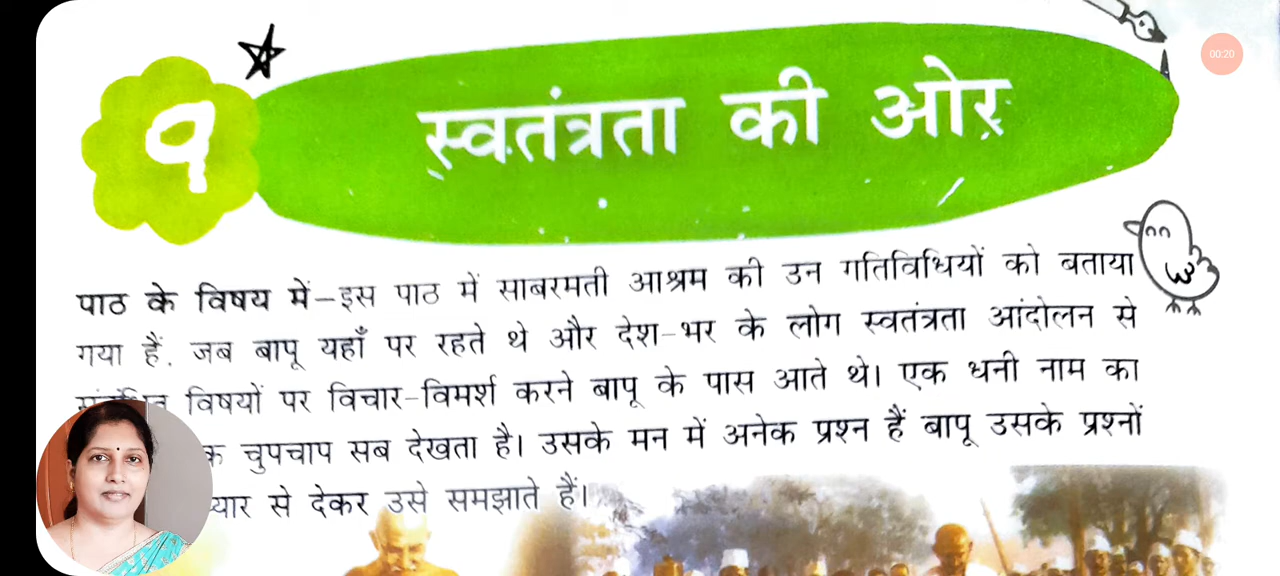 00:20
९
स्वतंत्रता की ओर
पाठ के विषय में–इस पाठ में साबरमती आश्रम की उन गतिविधियों को बताया
गया हैं. जब बापू यहाँ पर रहते थे और देश-भर के लोग स्वतंत्रता आंदोलन से
विषयों पर विचार-विमर्श करने बापू के पास आते थे। एक धनी नाम का
चुपचाप सब देखता है। उसके मन में अनेक प्रश्न हैं बापू उसके प्रश्नों
से देकर उसे समझाते हैं।